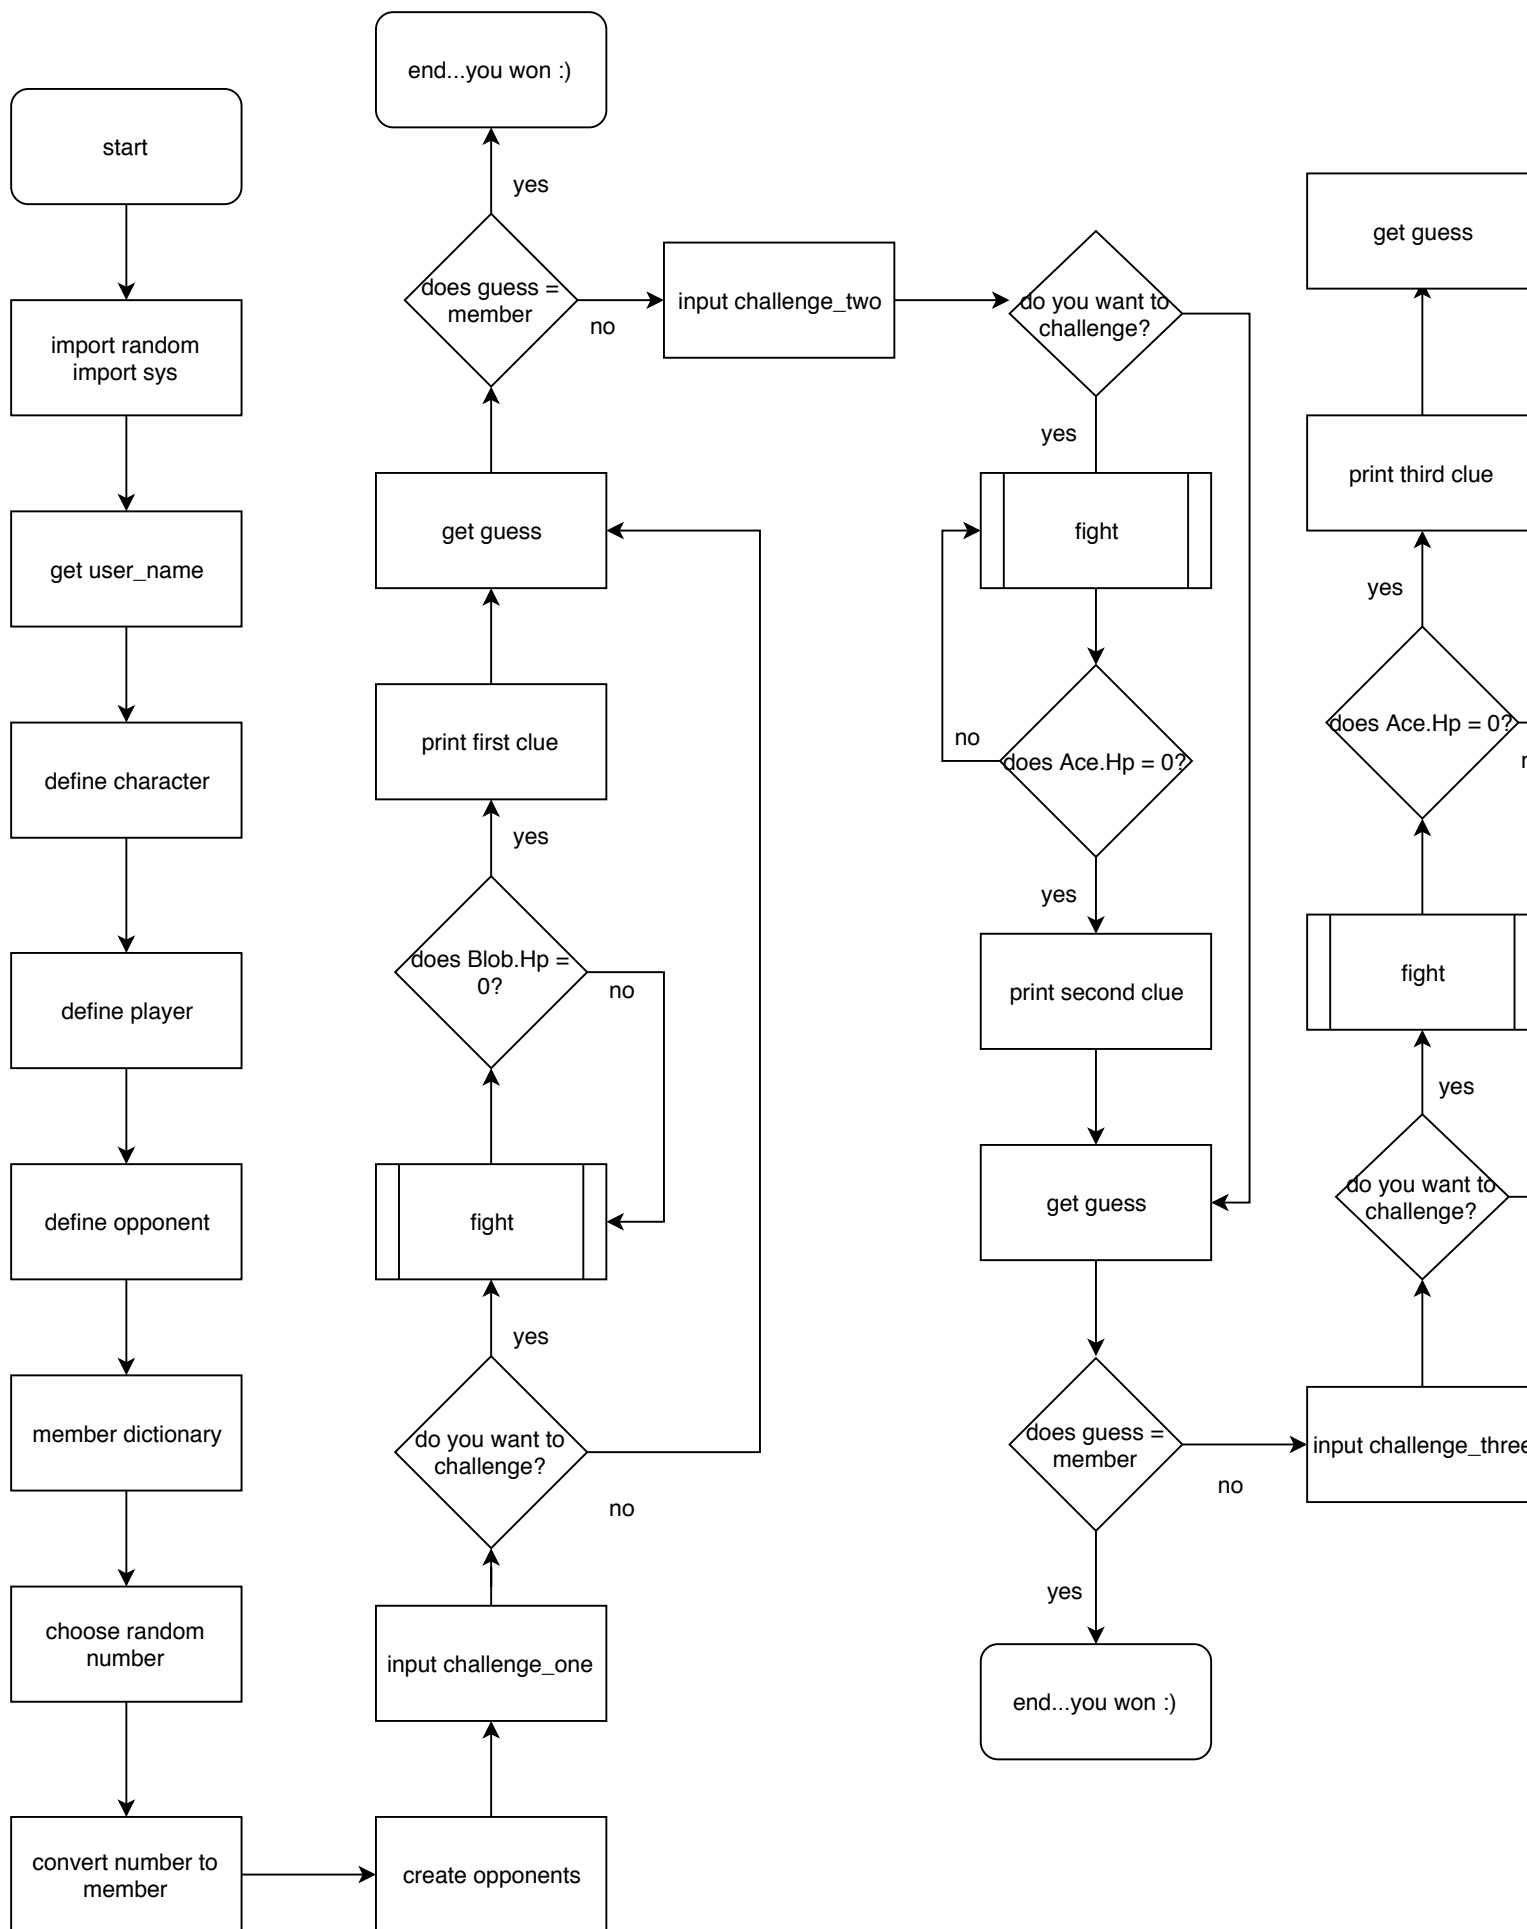 start
import random
import sys
get user_name
define character
define player
define opponent
member dictionary
choose random
number
convert number to
member
end...you won :)
yes
does guess =
member
no
get guess
print first clue
yes
does Blob.Hp =
0?
no
fight
yes
do you want to
challenge?
no
input challenge_one
create opponents
input challenge_two
do you want to
challenge?
yes
fight
no
does Ace.Hp = 0?
yes
print second clue
get guess
does guess =
member
no
yes
end...you won :)
get guess
print third clue
yes
does Ace.Hp = 0?
fight
yes
do you want to
challenge?
input challenge_three